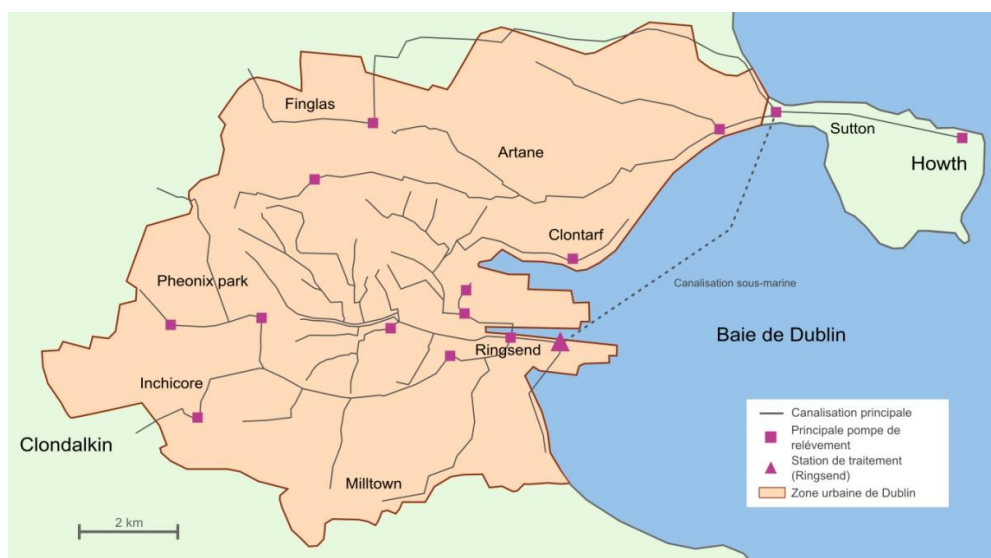 Finglas
Artane
Sutton
Howth
Clontarf
Pheonix park
Canalisation sous-marine
Baie de Dublin
Ringsend
Inchicore
Clondalkin
Milltown
2 km
Canalisation principale
Principale pompe de
relévement
Station de traitement
(Ringsend)
Zone urbaine de Dublin